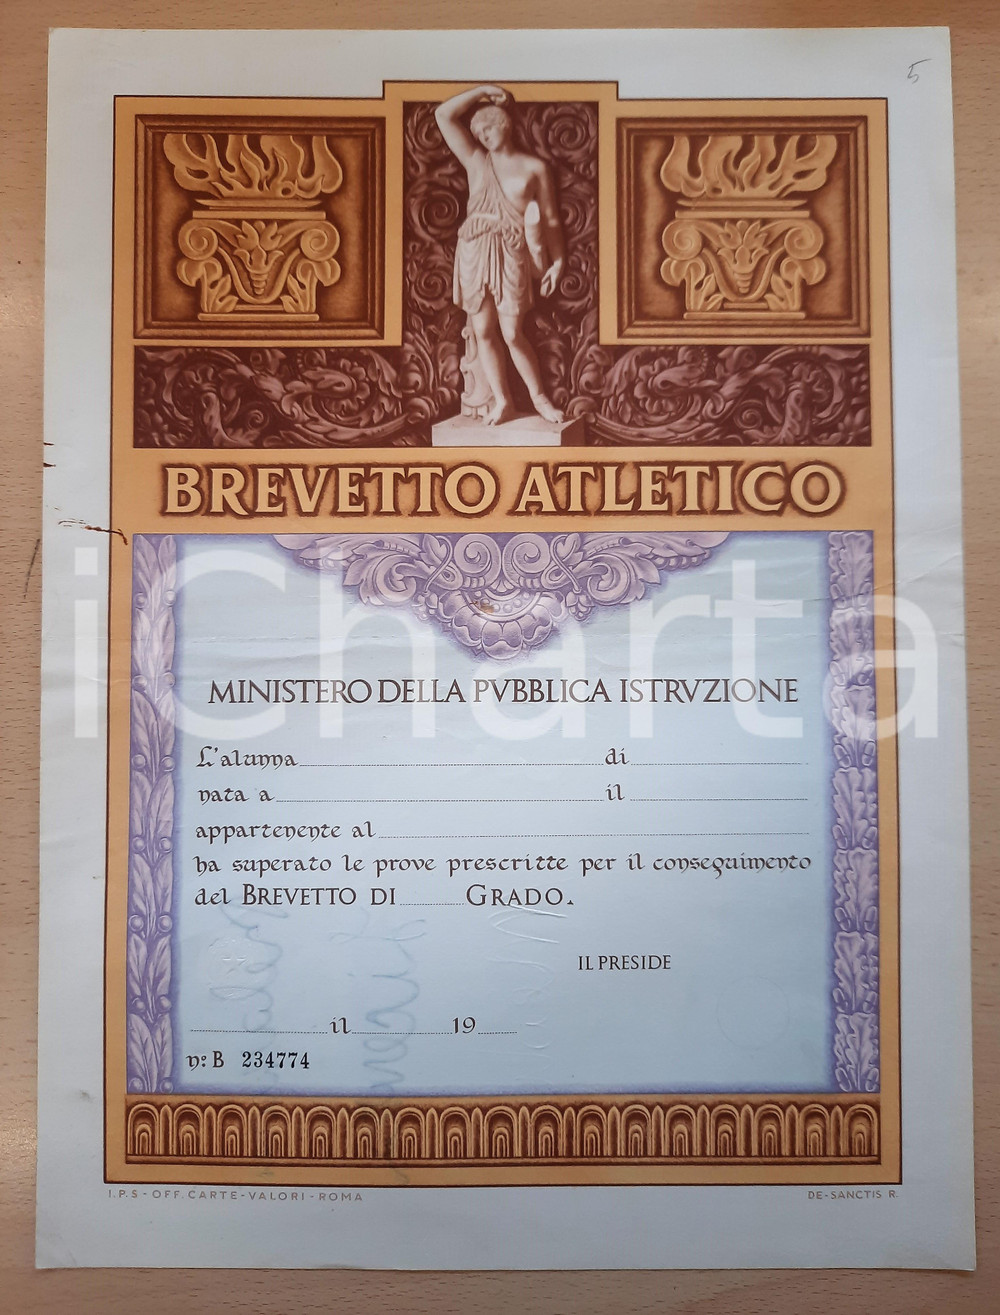 5
BREVETTO ATLETICO
iCharta
MINISTERO DELLA PVBBLICA ISTRVZIONE
L'alunna di
nata a il
appartenente al
ha superato le prove prescritte per il conseguimento
del BREVETTO DI GRADO.
IL PRESIDE
il 19
nº B 234774
I.P.S - OFF. CARTE-VALORI - ROMA
DE-SANCTIS R.